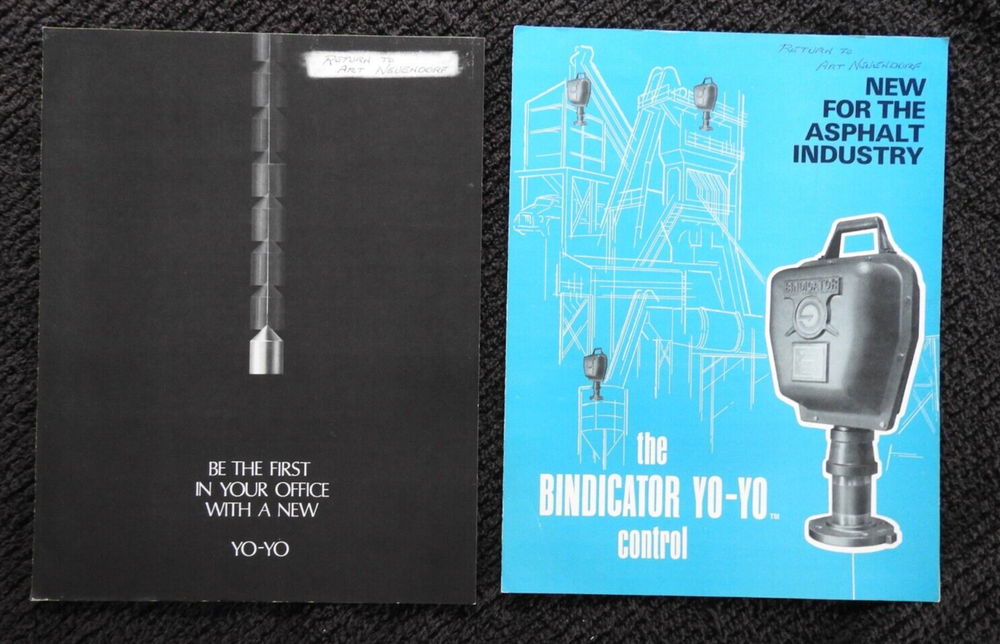 RETURN TO
ART NEUENDORF
BE THE FIRST
IN YOUR OFFICE
WITH A NEW
YO-YO
RETURN TO
ART NEUENDORF
NEW
FOR THE
ASPHALT
INDUSTRY
BINDICATOR
the
BINDICATOR YO-YO™
control